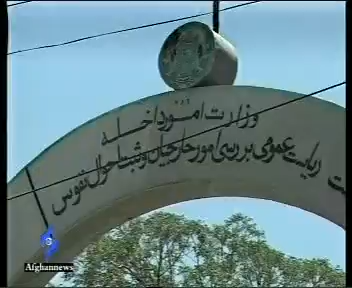 وزارت امور داخله
ریاست عمومی بررسی امور خارجیان و ثبت احوال نفوس
Afghannews